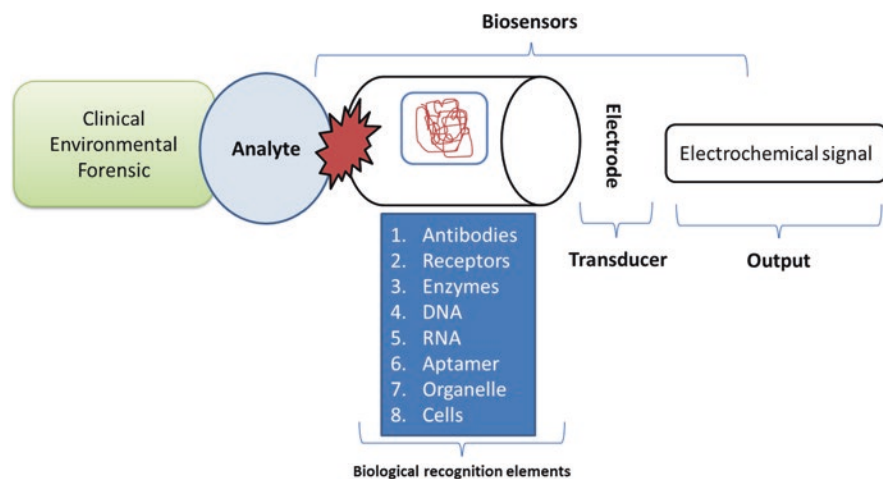 Biosensors
Clinical
Environmental
Forensic
Analyte
Electrode
Electrochemical signal
1. Antibodies
2. Receptors
3. Enzymes
4. DNA
5. RNA
6. Aptamer
7. Organelle
8. Cells
Transducer
Output
Biological recognition elements